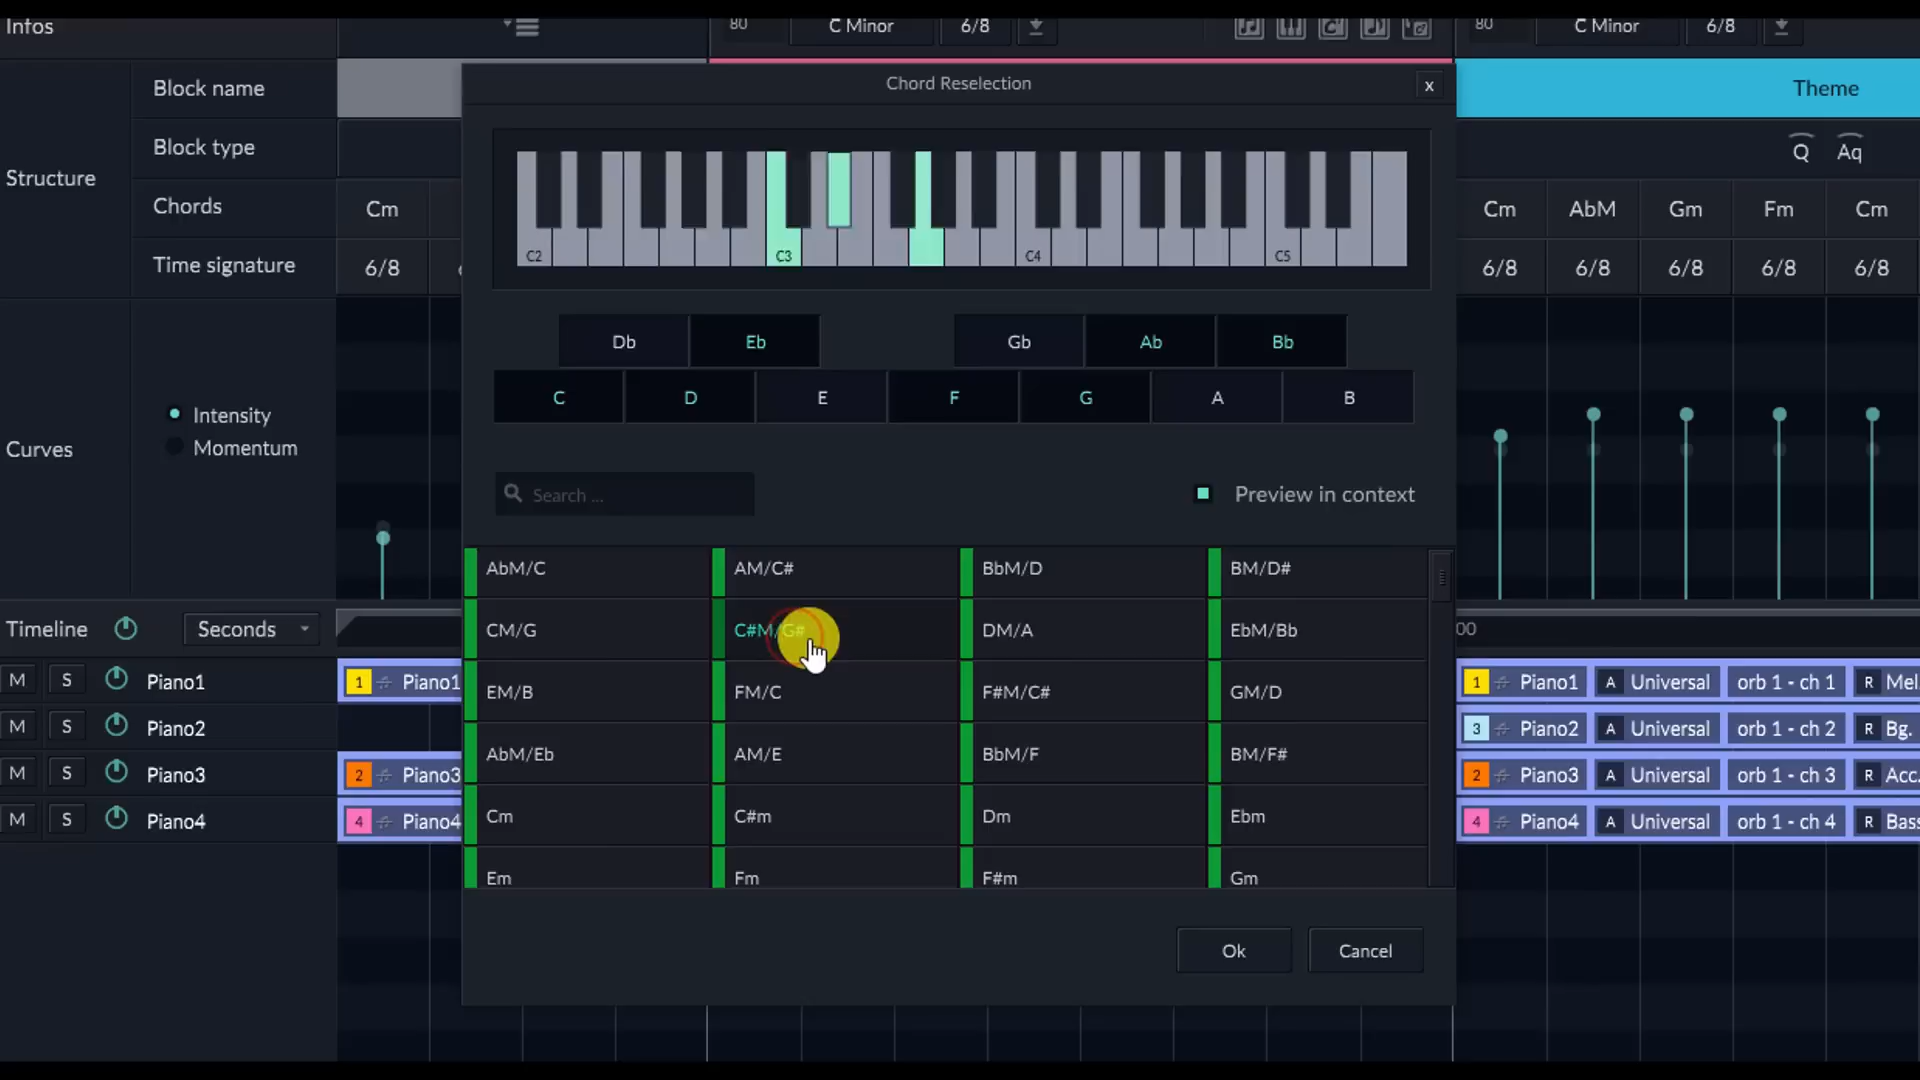 Infos
80 C Minor 6/8
80 C Minor 6/8
Chord Reselection
x
Block name
Theme
Block type
Q Aq
Structure
Chords
Cm
Cm AbM Gm Fm Cm
Time signature
6/8
6/8 6/8 6/8 6/8 6/8
C2 C3 C4 C5
Db Eb Gb Ab Bb
C D E F G A B
Intensity
Momentum
Curves
Search ...
Preview in context
AbM/C AM/C# BbM/D BM/D#
CM/G C#M/G# DM/A EbM/Bb
EM/B FM/C F#M/C# GM/D
AbM/Eb AM/E BbM/F BM/F#
Cm C#m Dm Ebm
Em Fm F#m Gm
Ok Cancel
Timeline Seconds
00
M S Piano1 1 Piano1
1 Piano1 A Universal orb 1 - ch 1 R Mel.
M S Piano2
3 Piano2 A Universal orb 1 - ch 2 R Bg.
M S Piano3 2 Piano3
2 Piano3 A Universal orb 1 - ch 3 R Acc.
M S Piano4 4 Piano4
4 Piano4 A Universal orb 1 - ch 4 R Bass